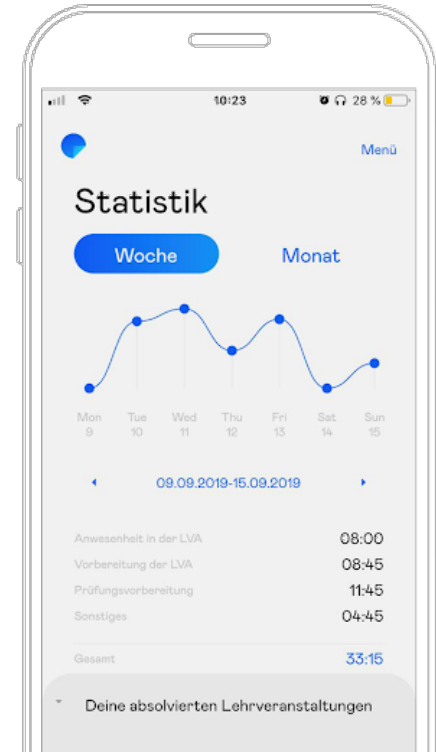 10:23 28 %
Menü
Statistik
Woche Monat
Mon Tue Wed Thu Fri Sat Sun
9 10 11 12 13 14 15
09.09.2019-15.09.2019
Anwesenheit in der LVA 08:00
Vorbereitung der LVA 08:45
Prüfungsvorbereitung 11:45
Sonstiges 04:45
Gesamt 33:15
Deine absolvierten Lehrveranstaltungen